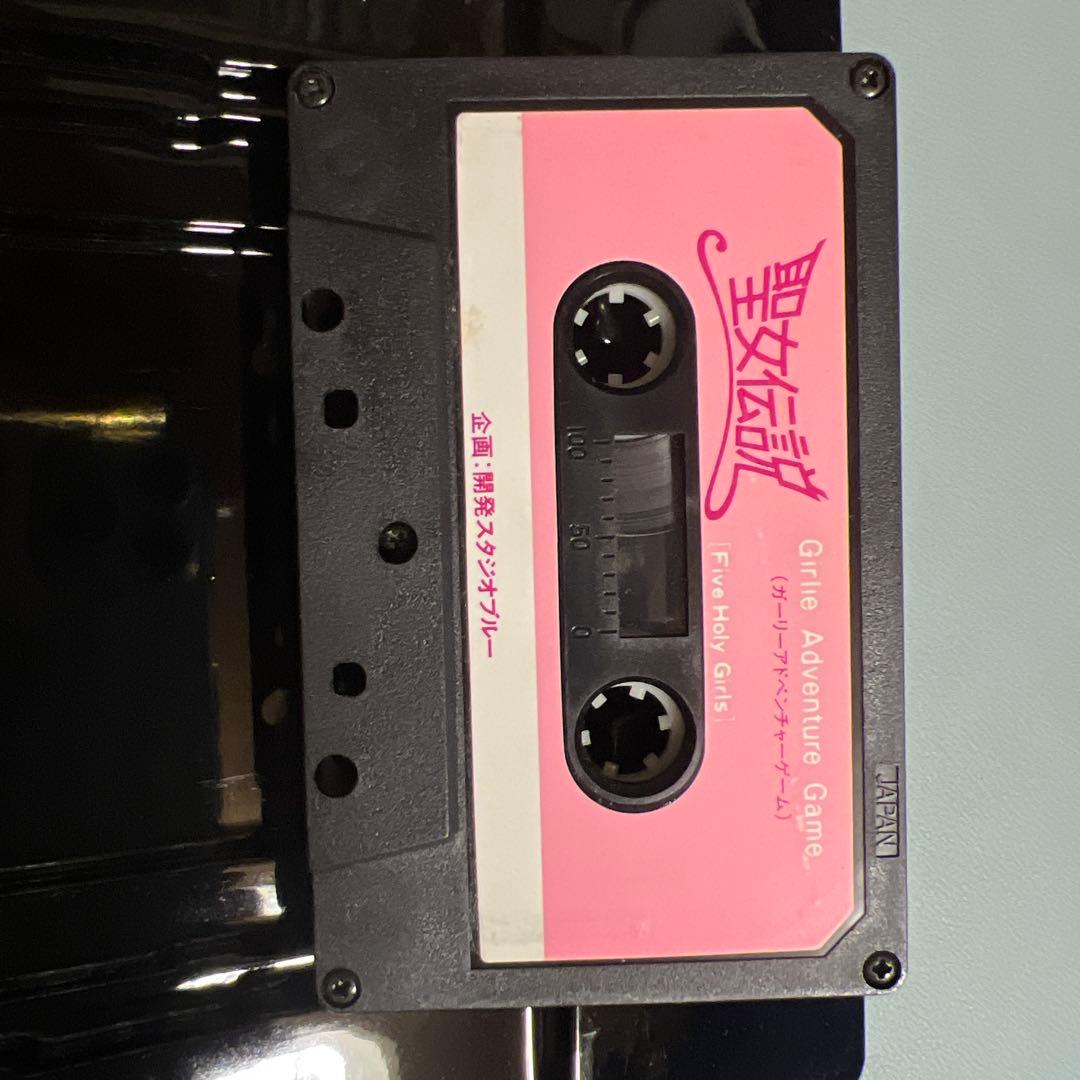 聖女伝説
[Five Holy Girls]
Girlie Adventure Game
(ガーリーアドベンチャーゲーム)
100 50 0
企画:開発スタジオブルー
JAPAN